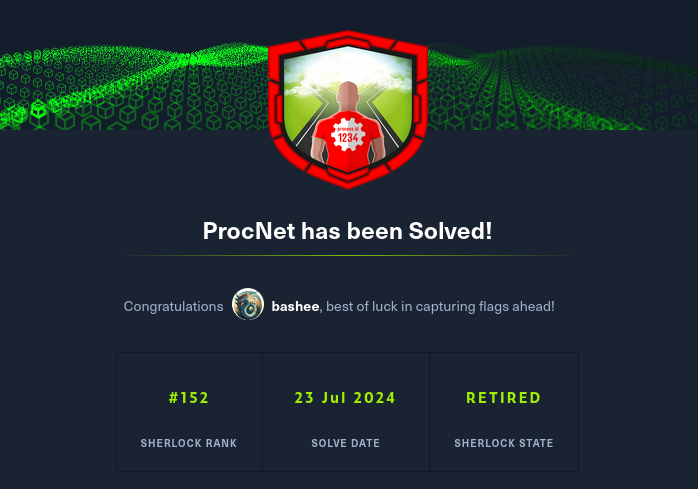 process id
1234
ProcNet has been Solved!
Congratulations bashee, best of luck in capturing flags ahead!
#152 23 Jul 2024 RETIRED
SHERLOCK RANK SOLVE DATE SHERLOCK STATE